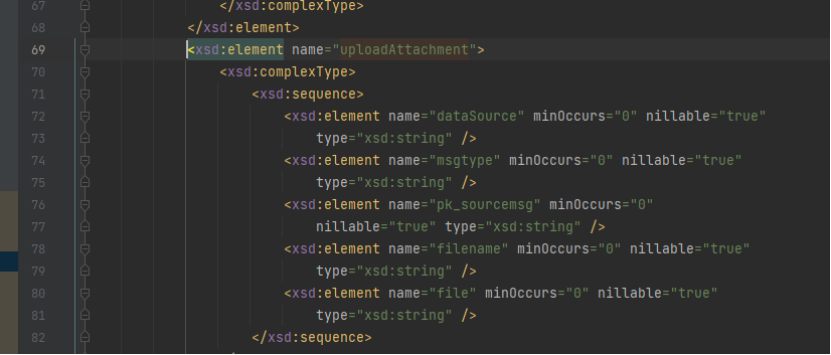 67 </xsd:complexType>
68 </xsd:element>
69 <xsd:element name="uploadAttachment">
70 <xsd:complexType>
71 <xsd:sequence>
72 <xsd:element name="dataSource" minOccurs="0" nillable="true"
73 type="xsd:string" />
74 <xsd:element name="msgtype" minOccurs="0" nillable="true"
75 type="xsd:string" />
76 <xsd:element name="pk_sourcemsg" minOccurs="0"
77 nillable="true" type="xsd:string" />
78 <xsd:element name="filename" minOccurs="0" nillable="true"
79 type="xsd:string" />
80 <xsd:element name="file" minOccurs="0" nillable="true"
81 type="xsd:string" />
82 </xsd:sequence>